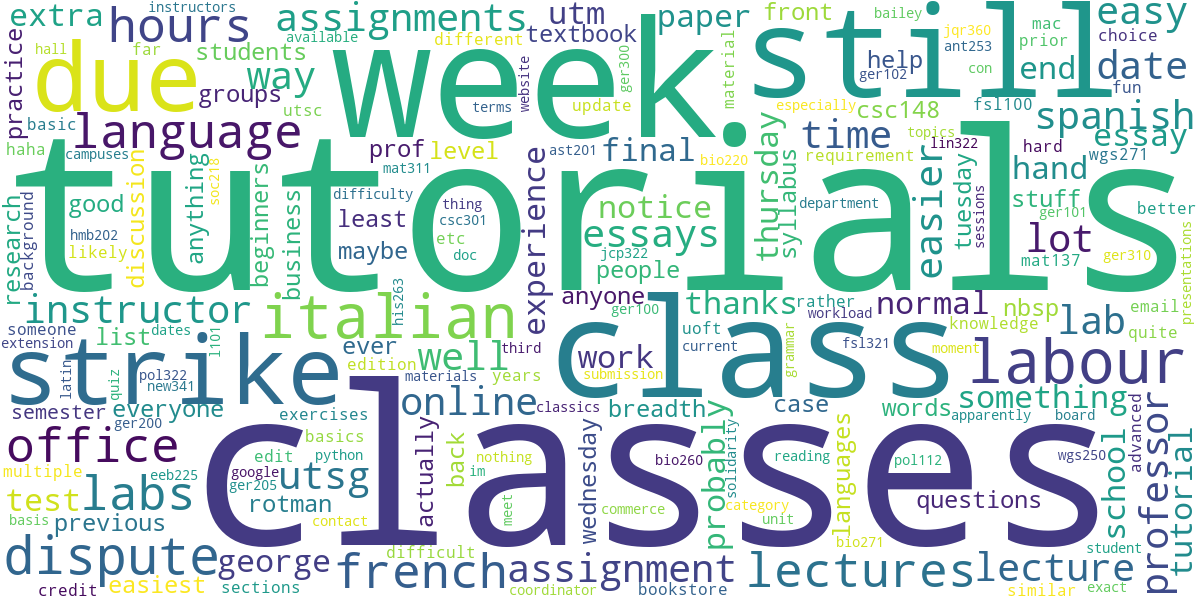 instructors
extra
hours
assignments
utm
paper
front
bailey
easy
available
different
textbook
still
jqr360
mac
choice
hall
far
students
due
way
week.
ger300
material
help
ant253
prior
end
date
practice
groups
website
ger102
con
fun
basic
utsc
terms
update
especially
csc148
fsl100
spanish
language
haha
campuses
prof
level
ast201
final
bio220
thursday
time
topics
lin322
essay
hard
wgs271
requirement
tutorials
mat311
soc218
discussion
anything
beginners
business
difficulty
experience
syllabus
easier
tuesday
sessions
hand
stuff
ger101
better
good
least
thing
csc301
notice
essays
department
lot
hmb202
likely
maybe
etc
doc
jcp322
people
mat137
ger310
presentations
research
background
instructor
italian
his263
anyone
ger100
thanks
rather
workload
normal
nbsp
email
quite
someone
extension
list
dates
l101
ever
well
third
class
uoft
current
fsl321
knowledge
lab
strike
latin
quiz
pol322
new341
edition
materials
years
work
submission
grammar
moment
labour
semester
ger200
everyone
exercises
online
classics
breadth
case
words
something
apparently
board
advanced
professor
office
basics
edit
python
actually
back
classes
wednesday
bio260
probably
solidarity
reading
languages
pol112
wgs250
school
tutorial
multiple
eeb225
google
ger205
utsg
nothing
im
category
test
labs
rotman
meet
commerce
unit
questions
basis
previous
contact
bio271
dispute
george
difficult
french
assignment
lectures
lecture
student
credit
easiest
sections
coordinator
bookstore
similar
exact